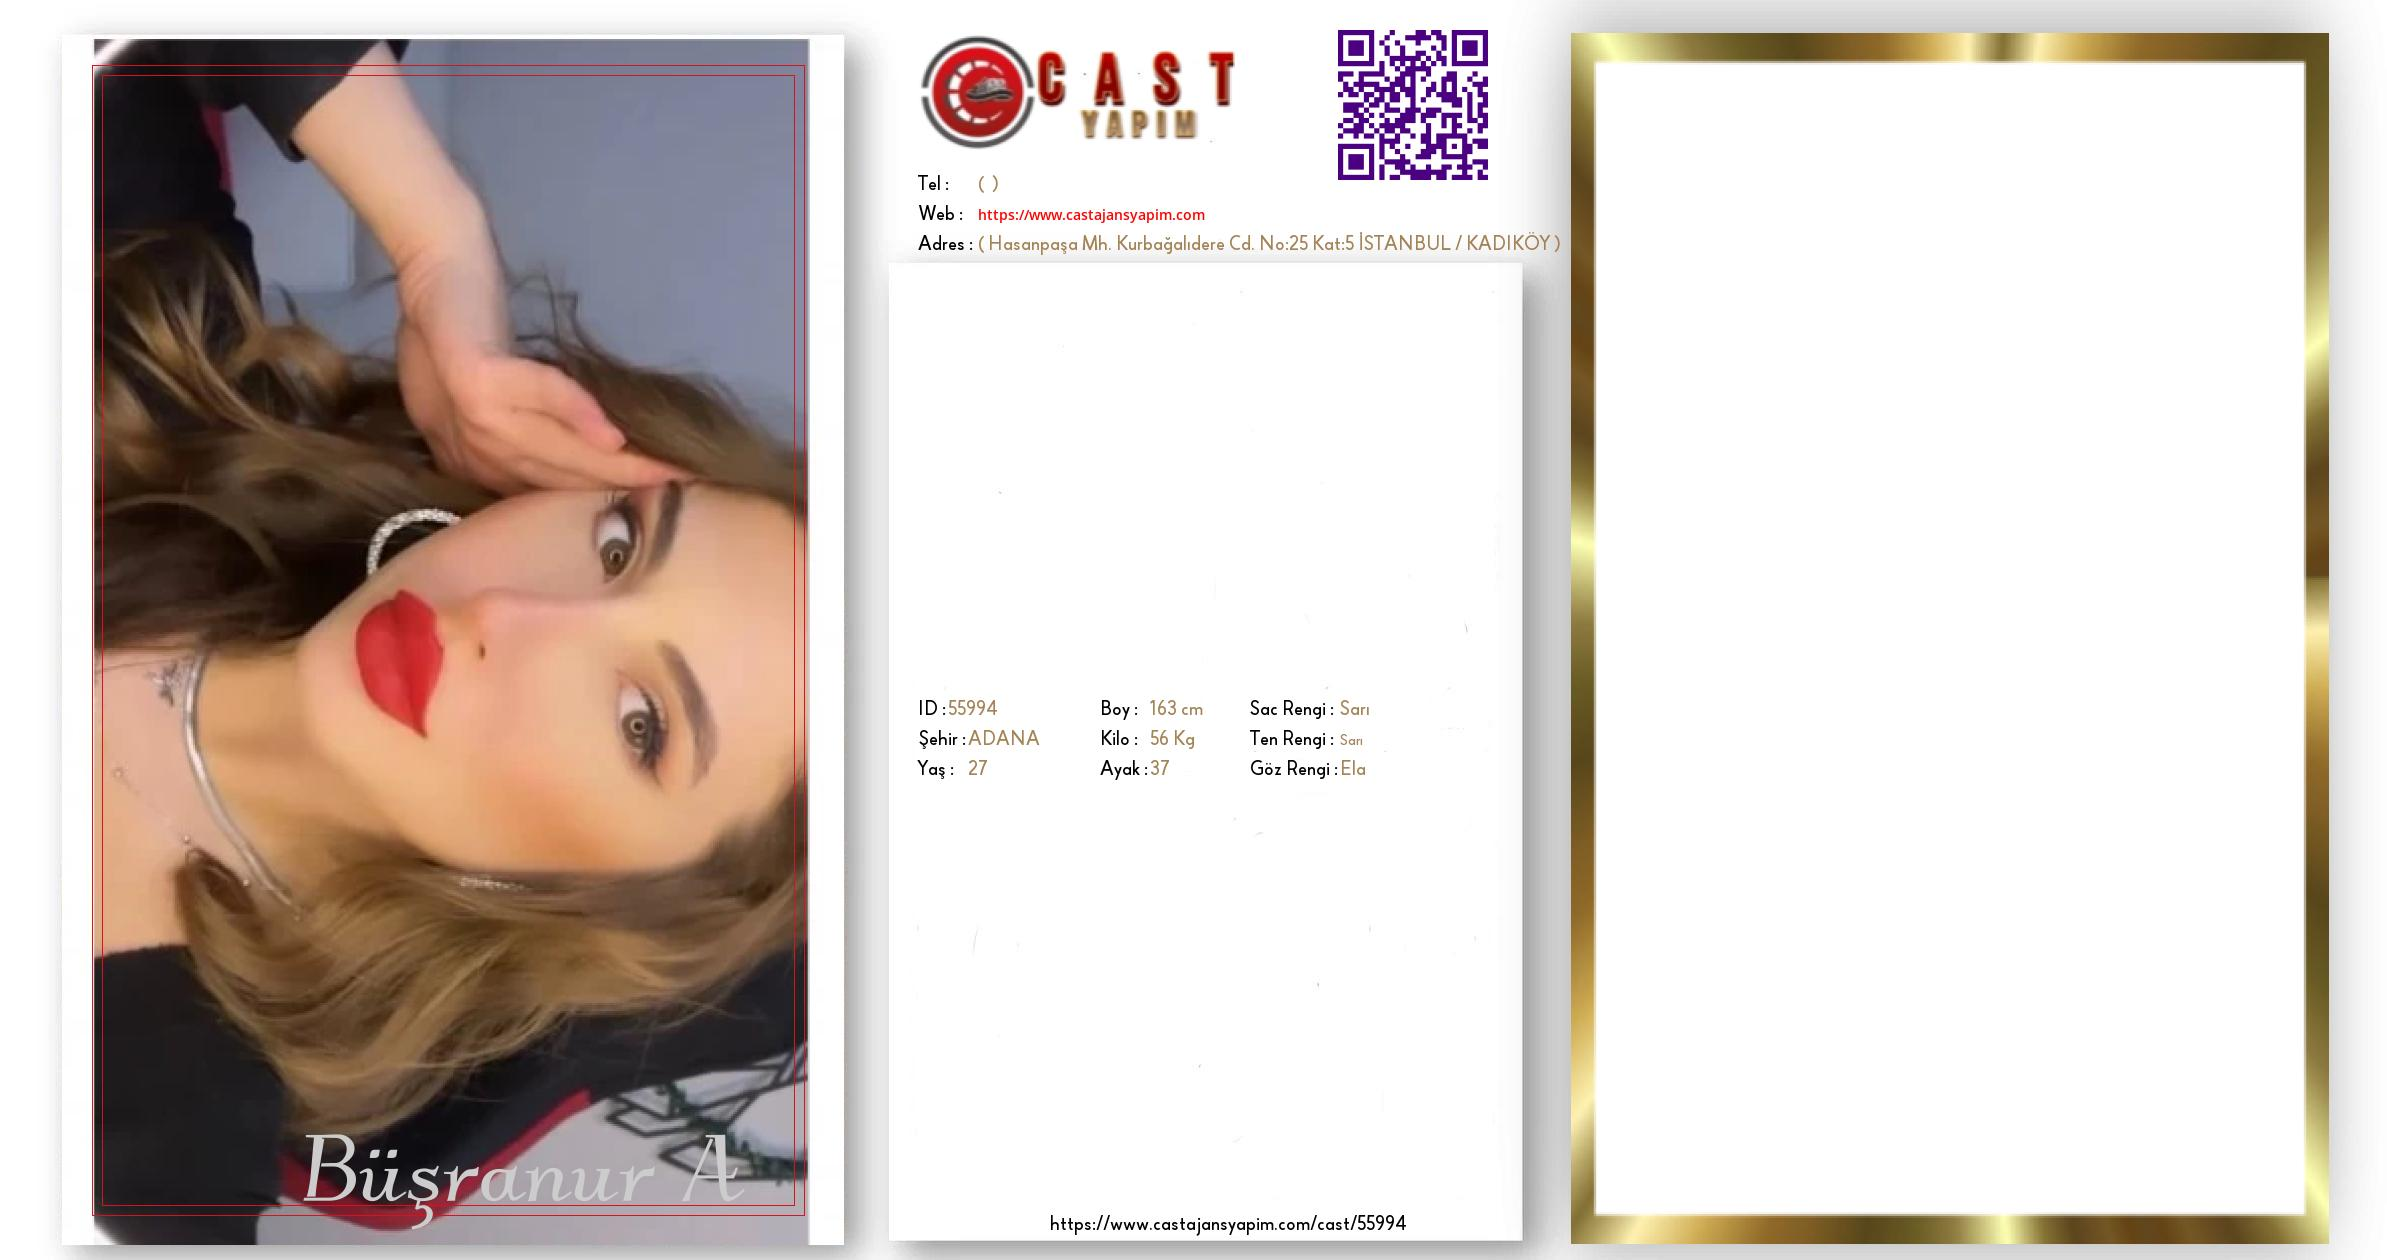 Büşranur A
CAST
YAPIM
Tel : ( )
Web : https://www.castajansyapim.com
Adres : ( Hasanpaşa Mh. Kurbağalıdere Cd. No:25 Kat:5 İSTANBUL / KADIKÖY )
ID : 55994 Boy : 163 cm Sac Rengi : Sarı
Şehir : ADANA Kilo : 56 Kg Ten Rengi : Sarı
Yaş : 27 Ayak : 37 Göz Rengi : Ela
https://www.castajansyapim.com/cast/55994